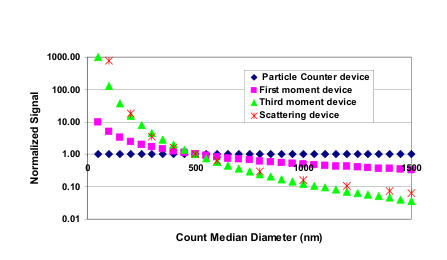 Normalized Signal
1000.00
100.00
10.00
1.00
0.10
0.01
0
500
1000
1500
Particle Counter device
First moment device
Third moment device
Scattering device
Count Median Diameter (nm)